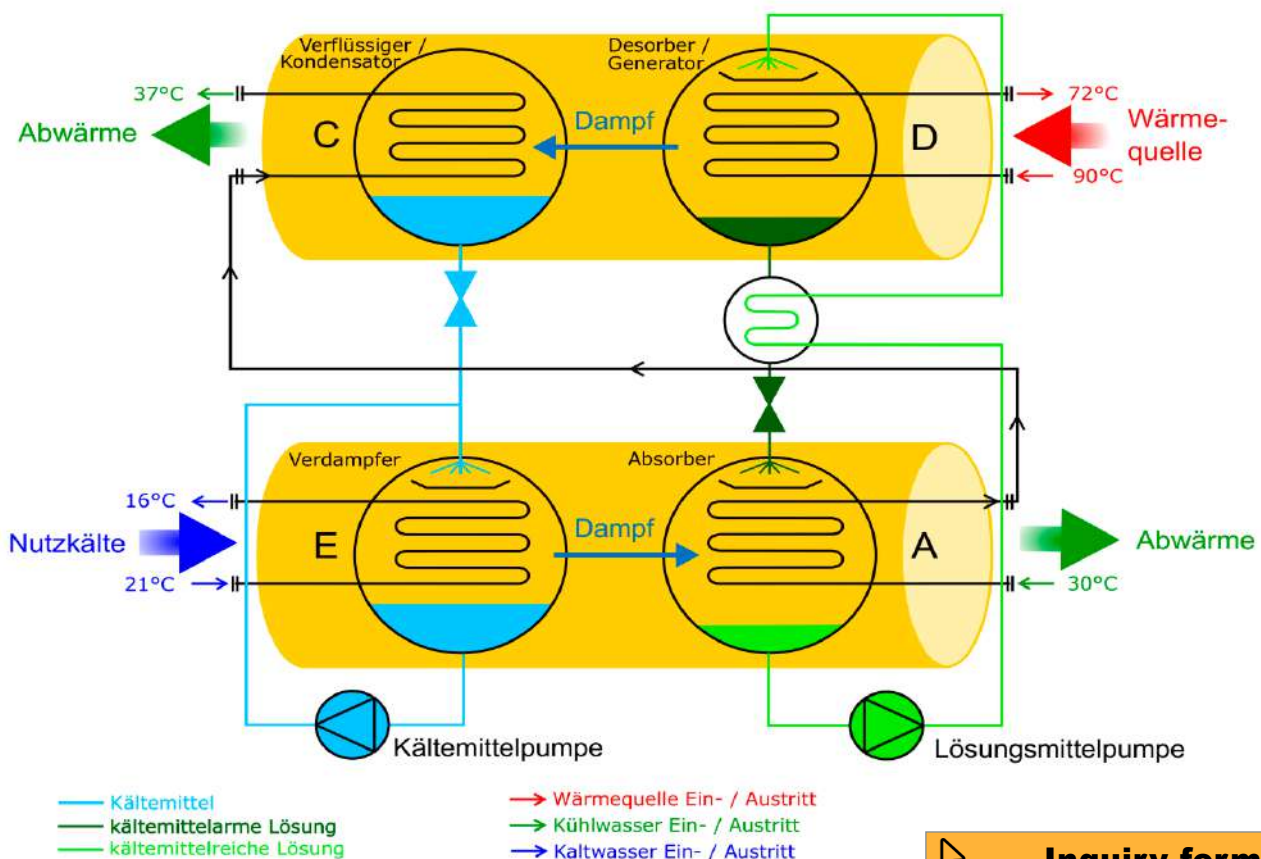 Verflüssiger /
Kondensator
Desorber /
Generator
37°C
72°C
Abwärme
C
Dampf
D
Wärme-
quelle
90°C
Verdampfer
Absorber
16°C
Nutzkälte
E
Dampf
A
Abwärme
21°C
30°C
Kältemittelpumpe
Lösungsmittelpumpe
Kältemittel
kältemittelarme Lösung
kältemittelreiche Lösung
Wärmequelle Ein- / Austritt
Kühlwasser Ein- / Austritt
Kaltwasser Ein- / Austritt
Inquiry form